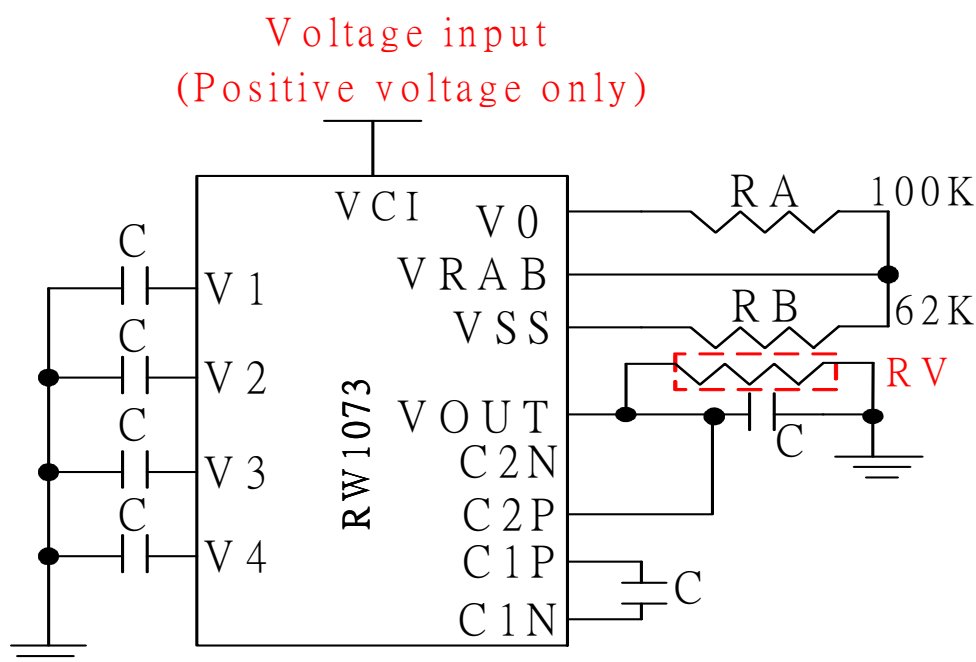 Voltage input
(Positive voltage only)
VCI
V0
RA
100K
C
VRAB
V1
VSS
RB
62K
C
V2
RV
VOUT
C
C
C2N
V3
RW1073
C2P
C
V4
C1P
C
C1N